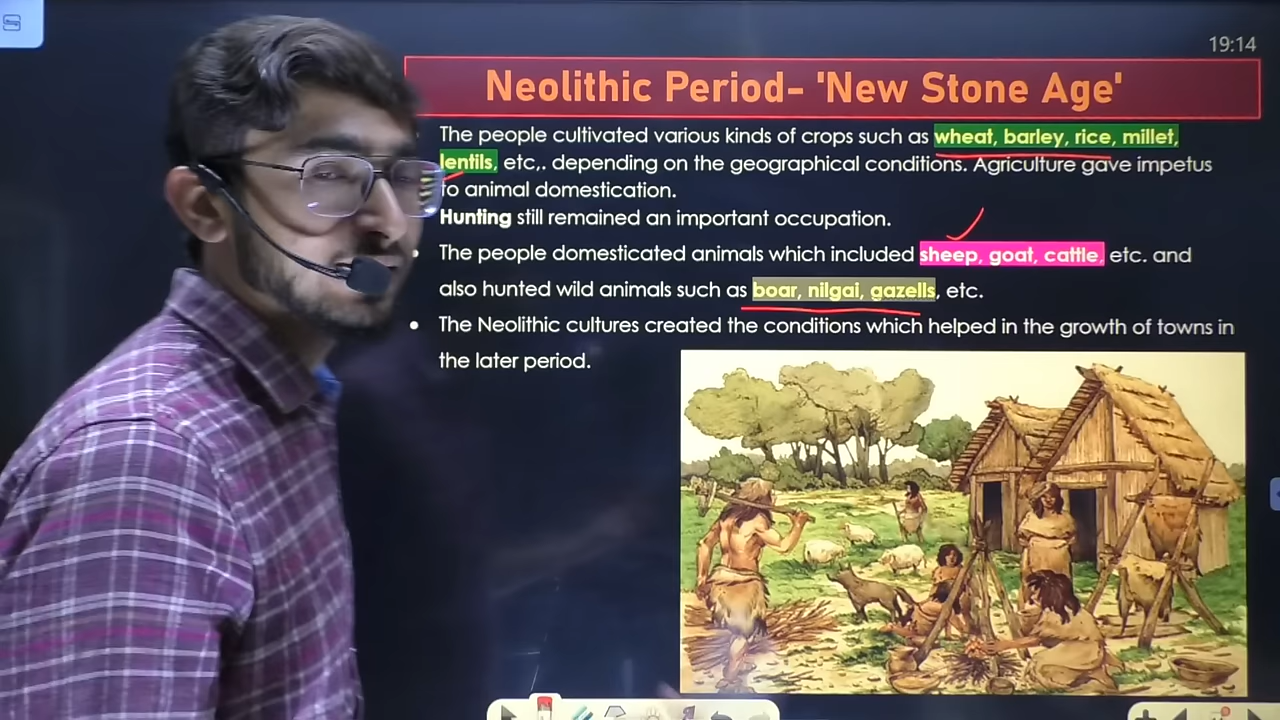 19:14
Neolithic Period- 'New Stone Age'
The people cultivated various kinds of crops such as wheat, barley, rice, millet,
lentils, etc,. depending on the geographical conditions. Agriculture gave impetus
to animal domestication.
Hunting still remained an important occupation.
• The people domesticated animals which included sheep, goat, cattle, etc. and
also hunted wild animals such as boar, nilgai, gazells, etc.
• The Neolithic cultures created the conditions which helped in the growth of towns in
the later period.